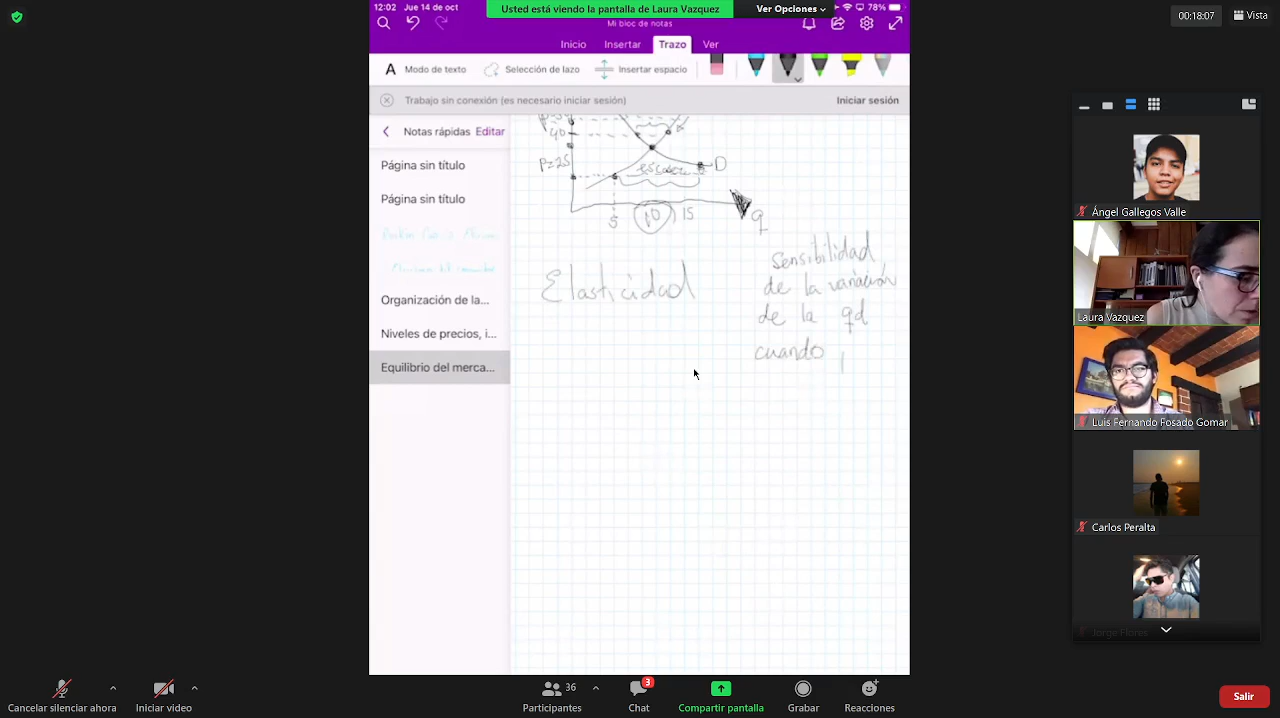 12:02 Jue 14 de oct
Usted está viendo la pantalla de Laura Vazquez
Ver Opciones
78%
00:18:07
Vista
Mi bloc de notas
Inicio
Insertar
Trazo
Ver
A
Modo de texto
Selección de lazo
Insertar espacio
Trabajo sin conexión (es necesario iniciar sesión)
Iniciar sesión
Notas rápidas
Editar
Página sin título
Página sin título
Organización de la...
Niveles de precios, i...
Equilibrio del merca...
40
P=25
D
5
10
15
q
Elasticidad
Sensibilidad
de la variación
de la qd
cuando
Ángel Gallegos Valle
Laura Vazquez
Luis Fernando Posado Gomar
Carlos Peralta
Jorge Flores
Cancelar silenciar ahora
Iniciar video
36
Participantes
3
Chat
Compartir pantalla
Grabar
Reacciones
Salir